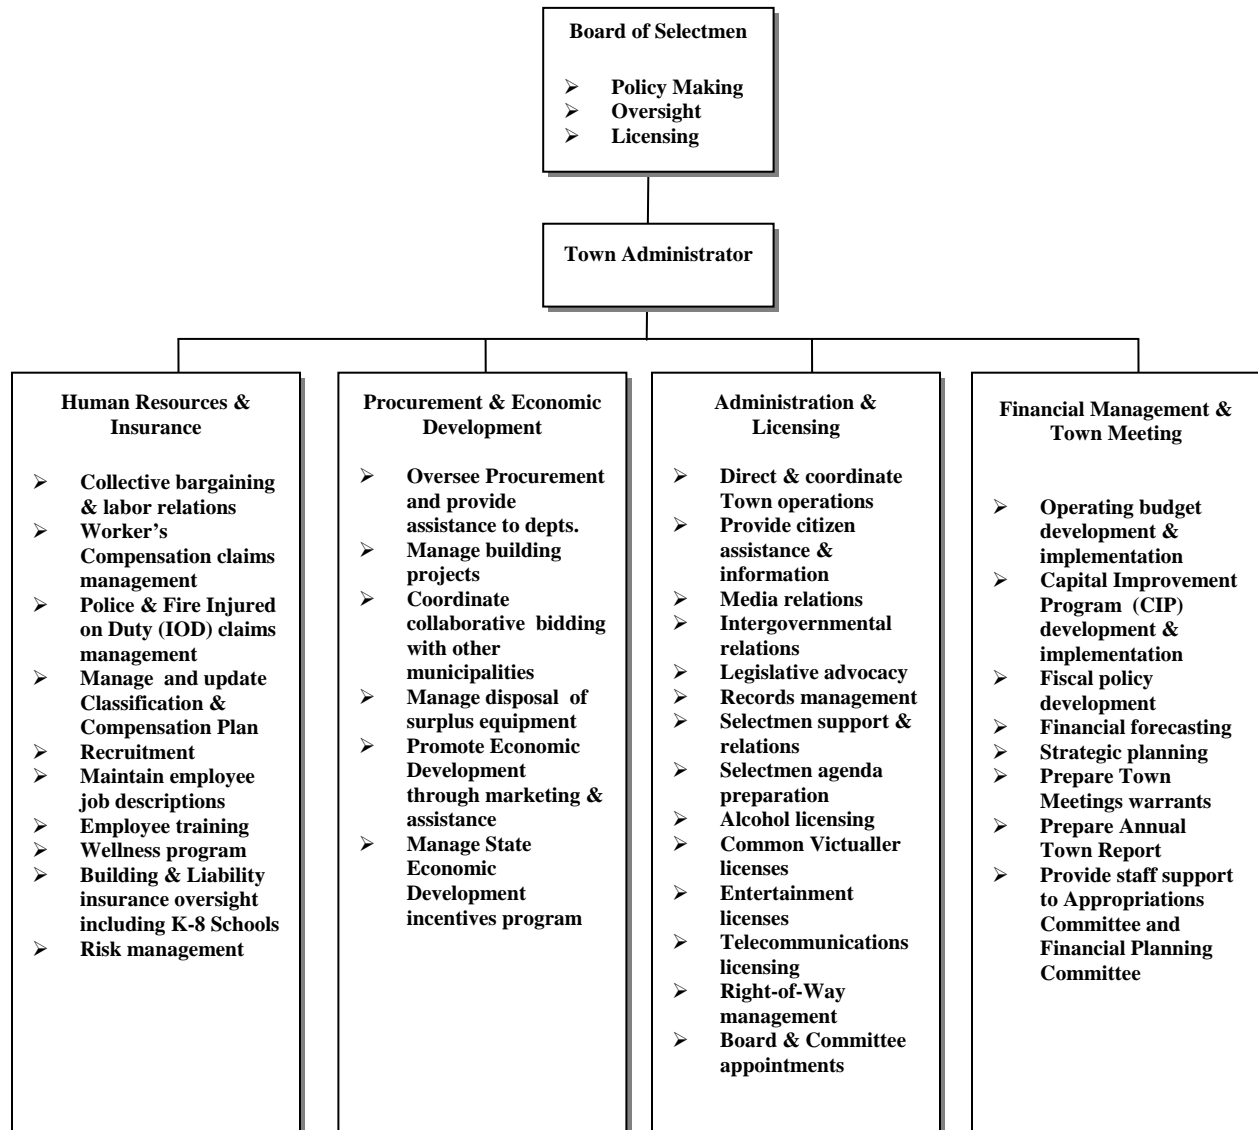 Board of Selectmen
➢ Policy Making
➢ Oversight
➢ Licensing
Town Administrator
Human Resources &
Insurance
➢ Collective bargaining
& labor relations
➢ Worker’s
Compensation claims
management
➢ Police & Fire Injured
on Duty (IOD) claims
management
➢ Manage and update
Classification &
Compensation Plan
➢ Recruitment
➢ Maintain employee
job descriptions
➢ Employee training
➢ Wellness program
➢ Building & Liability
insurance oversight
including K-8 Schools
➢ Risk management
Procurement & Economic
Development
➢ Oversee Procurement
and provide
assistance to depts.
➢ Manage building
projects
➢ Coordinate
collaborative bidding
with other
municipalities
➢ Manage disposal of
surplus equipment
➢ Promote Economic
Development
through marketing &
assistance
➢ Manage State
Economic
Development
incentives program
Administration &
Licensing
➢ Direct & coordinate
Town operations
➢ Provide citizen
assistance &
information
➢ Media relations
➢ Intergovernmental
relations
➢ Legislative advocacy
➢ Records management
➢ Selectmen support &
relations
➢ Selectmen agenda
preparation
➢ Alcohol licensing
➢ Common Victualler
licenses
➢ Entertainment
licenses
➢ Telecommunications
licensing
➢ Right-of-Way
management
➢ Board & Committee
appointments
Financial Management &
Town Meeting
➢ Operating budget
development &
implementation
➢ Capital Improvement
Program (CIP)
development &
implementation
➢ Fiscal policy
development
➢ Financial forecasting
➢ Strategic planning
➢ Prepare Town
Meetings warrants
➢ Prepare Annual
Town Report
➢ Provide staff support
to Appropriations
Committee and
Financial Planning
Committee